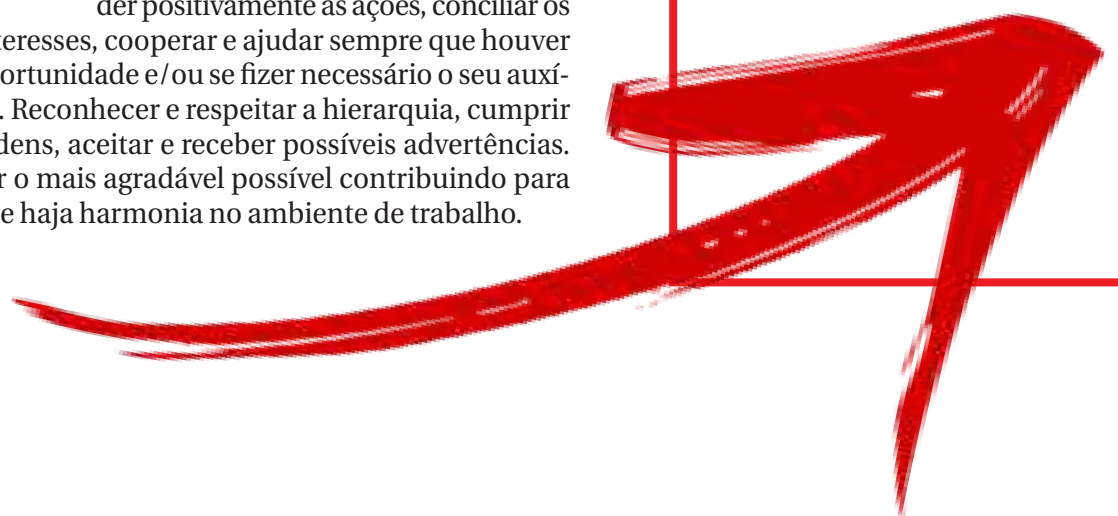 der positivamente as ações, conciliar os
teresses, cooperar e ajudar sempre que houver
ortunidade e/ou se fizer necessário o seu auxí-
. Reconhecer e respeitar a hierarquia, cumprir
dens, aceitar e receber possíveis advertências.
r o mais agradável possível contribuindo para
e haja harmonia no ambiente de trabalho.